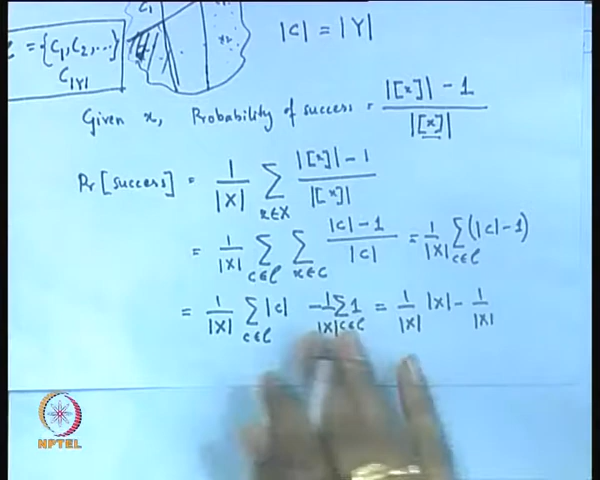 C₁
= {C₁, C₂, ...}
C|Y|
|C| = |Y|
Given x, Probability of success = (|[x]| - 1) / |[x]|
Pr[success] = 1/|X| ∑_{x∈X} (|[x]| - 1) / |[x]|
= 1/|X| ∑_{c∈C} ∑_{x∈C} (|C| - 1) / |C| = 1/|X| ∑_{c∈C} (|C| - 1)
= 1/|X| ∑_{c∈C} |C| - 1/|X| ∑_{c∈C} 1 = 1/|X| |X| - 1/|X|
NPTEL